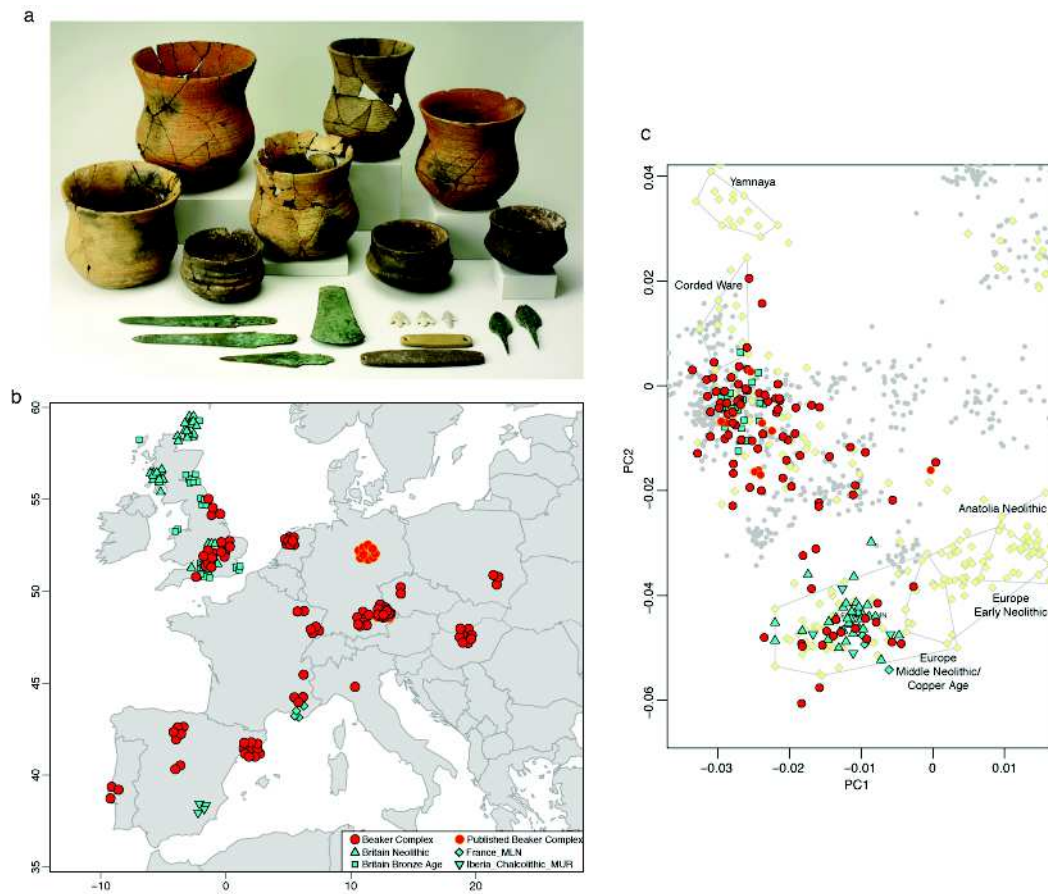 a
b
60
55
50
45
40
35
−10
0
10
20
Beaker Complex
Published Beaker Complex
Britain Neolithic
France_MLN
Britain Bronze Age
Iberia_Chalcolithic_MUR
c
0.04
0.02
0
−0.02
−0.04
−0.06
PC2
Yamnaya
Corded Ware
Anatolia Neolithic
Europe
Early Neolithic
Europe
Middle Neolithic/
Copper Age
−0.03
−0.02
−0.01
0
0.01
PC1